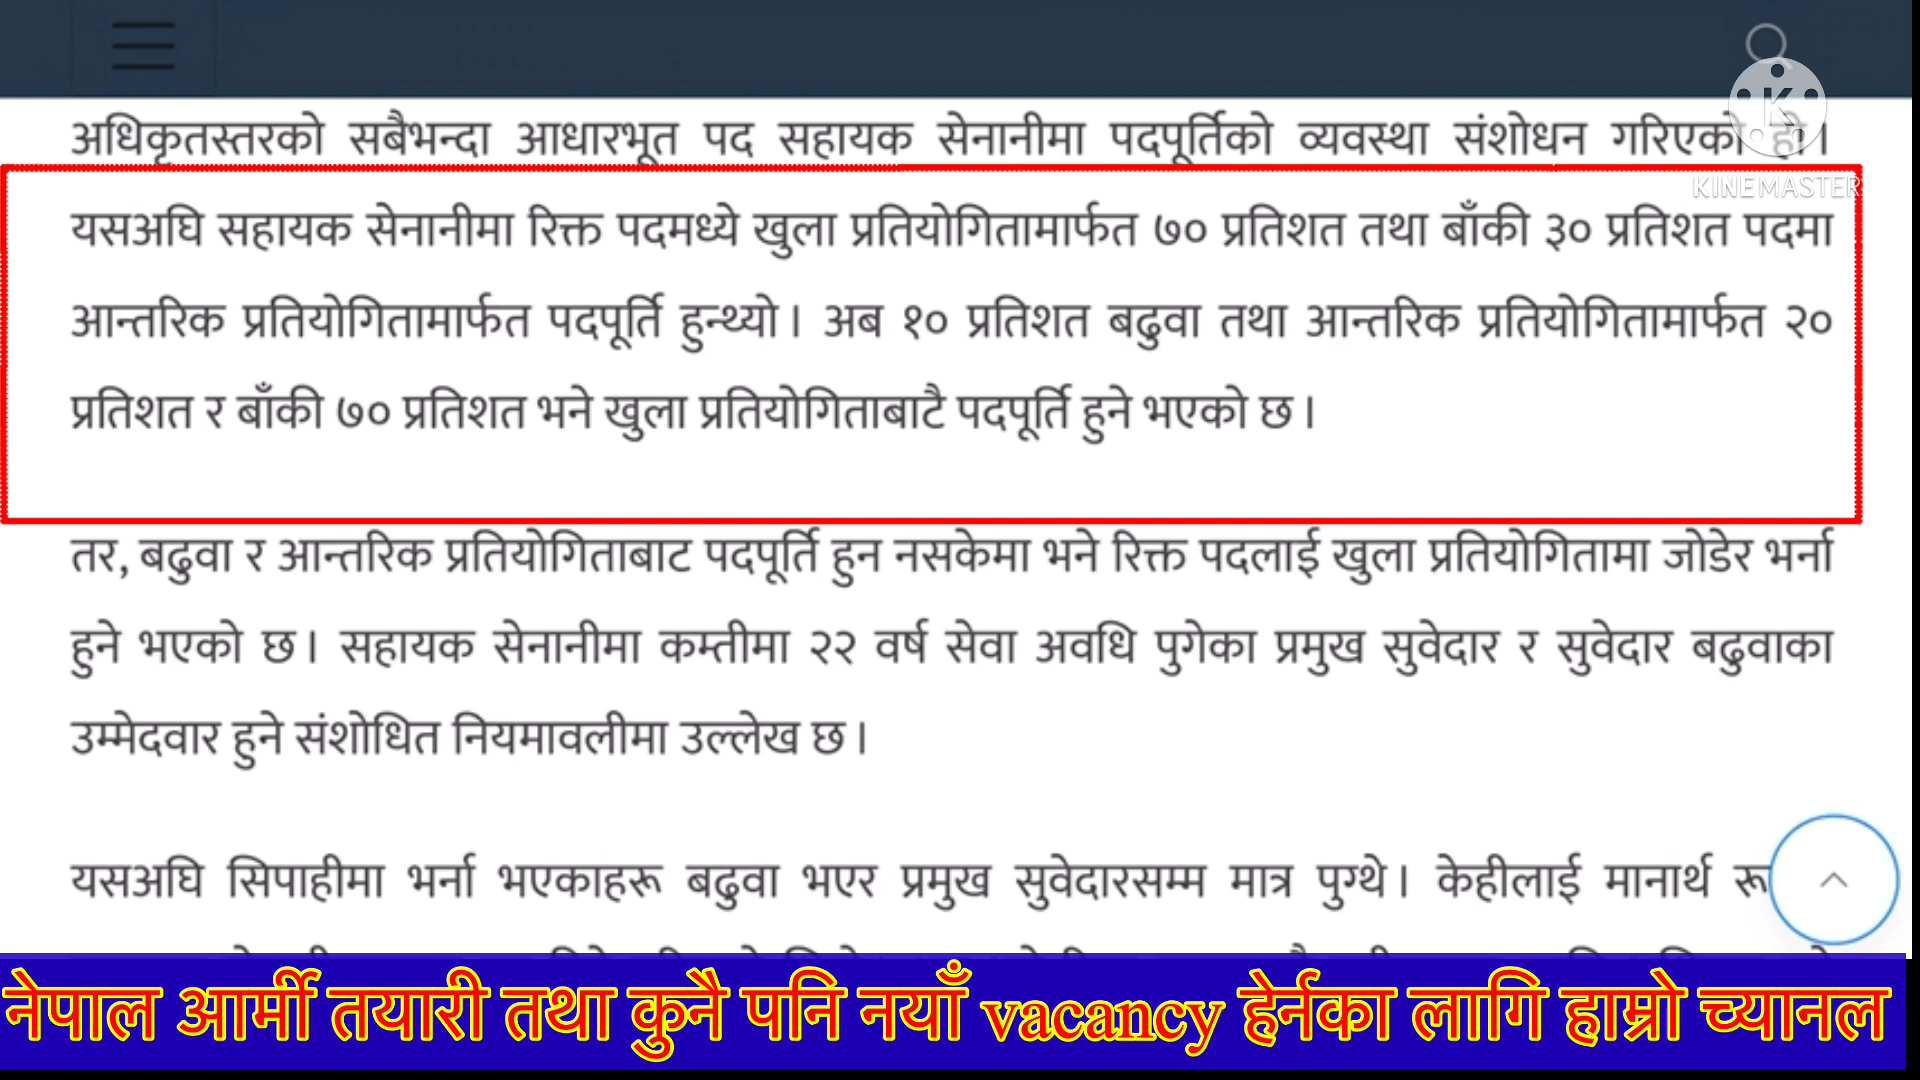 अधिकृतस्तरको सबैभन्दा आधारभूत पद सहायक सेनानीमा पदपूर्तिको व्यवस्था संशोधन गरिएको हो।
KINEMASTER
यसअघि सहायक सेनानीमा रिक्त पदमध्ये खुला प्रतियोगितामार्फत ७० प्रतिशत तथा बाँकी ३० प्रतिशत पदमा
आन्तरिक प्रतियोगितामार्फत पदपूर्ति हुन्थ्यो। अब १० प्रतिशत बढुवा तथा आन्तरिक प्रतियोगितामार्फत २०
प्रतिशत र बाँकी ७० प्रतिशत भने खुला प्रतियोगिताबाटै पदपूर्ति हुने भएको छ।
तर, बढुवा र आन्तरिक प्रतियोगिताबाट पदपूर्ति हुन नसकेमा भने रिक्त पदलाई खुला प्रतियोगितामा जोडेर भर्ना
हुने भएको छ। सहायक सेनानीमा कम्तीमा २२ वर्ष सेवा अवधि पुगेका प्रमुख सुवेदार र सुवेदार बढुवाका
उम्मेदवार हुने संशोधित नियमावलीमा उल्लेख छ।
यसअघि सिपाहीमा भर्ना भएकाहरू बढुवा भएर प्रमुख सुवेदारसम्म मात्र पुग्थे। केहीलाई मानार्थ
नेपाल आर्मी तयारी तथा कुनै पनि नयाँ vacancy हेर्नका लागि हाम्रो च्यानल